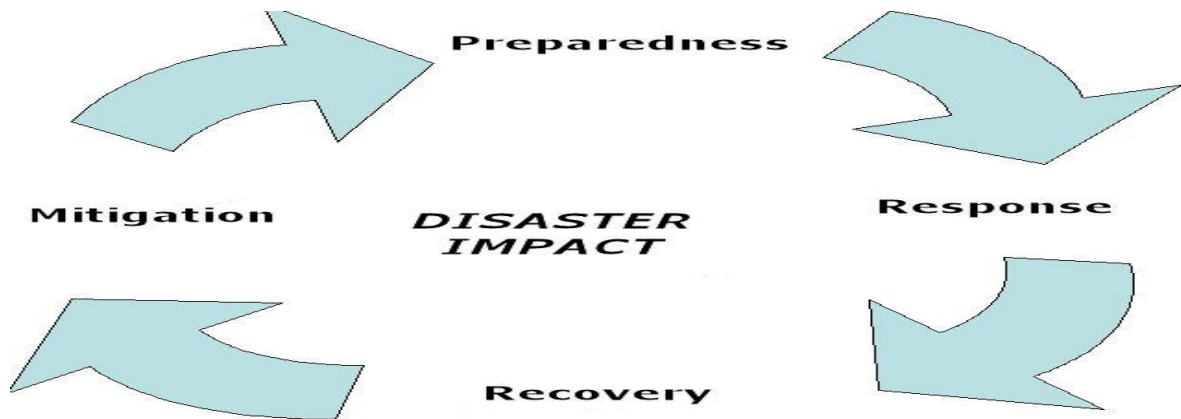 Preparedness
Mitigation
DISASTER
IMPACT
Response
Recovery